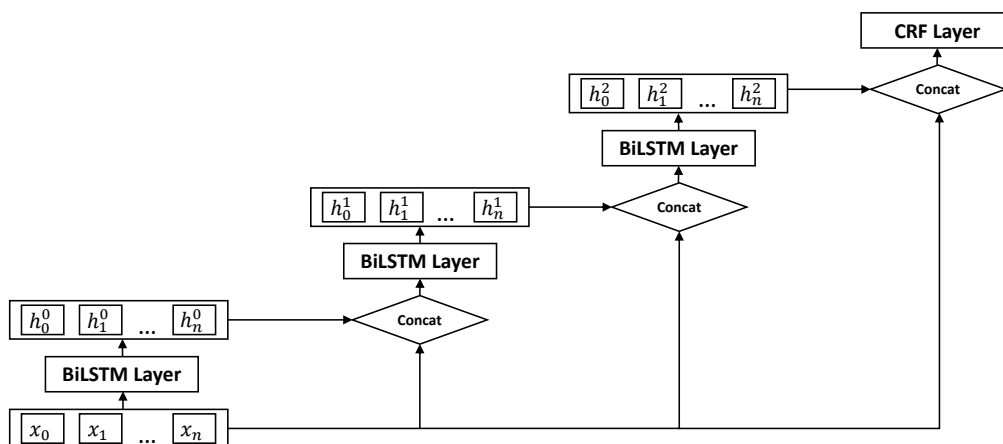 CRF Layer
Concat
h_0^2 h_1^2 ... h_n^2
BiLSTM Layer
Concat
h_0^1 h_1^1 ... h_n^1
BiLSTM Layer
Concat
h_0^0 h_1^0 ... h_n^0
BiLSTM Layer
x_0 x_1 ... x_n